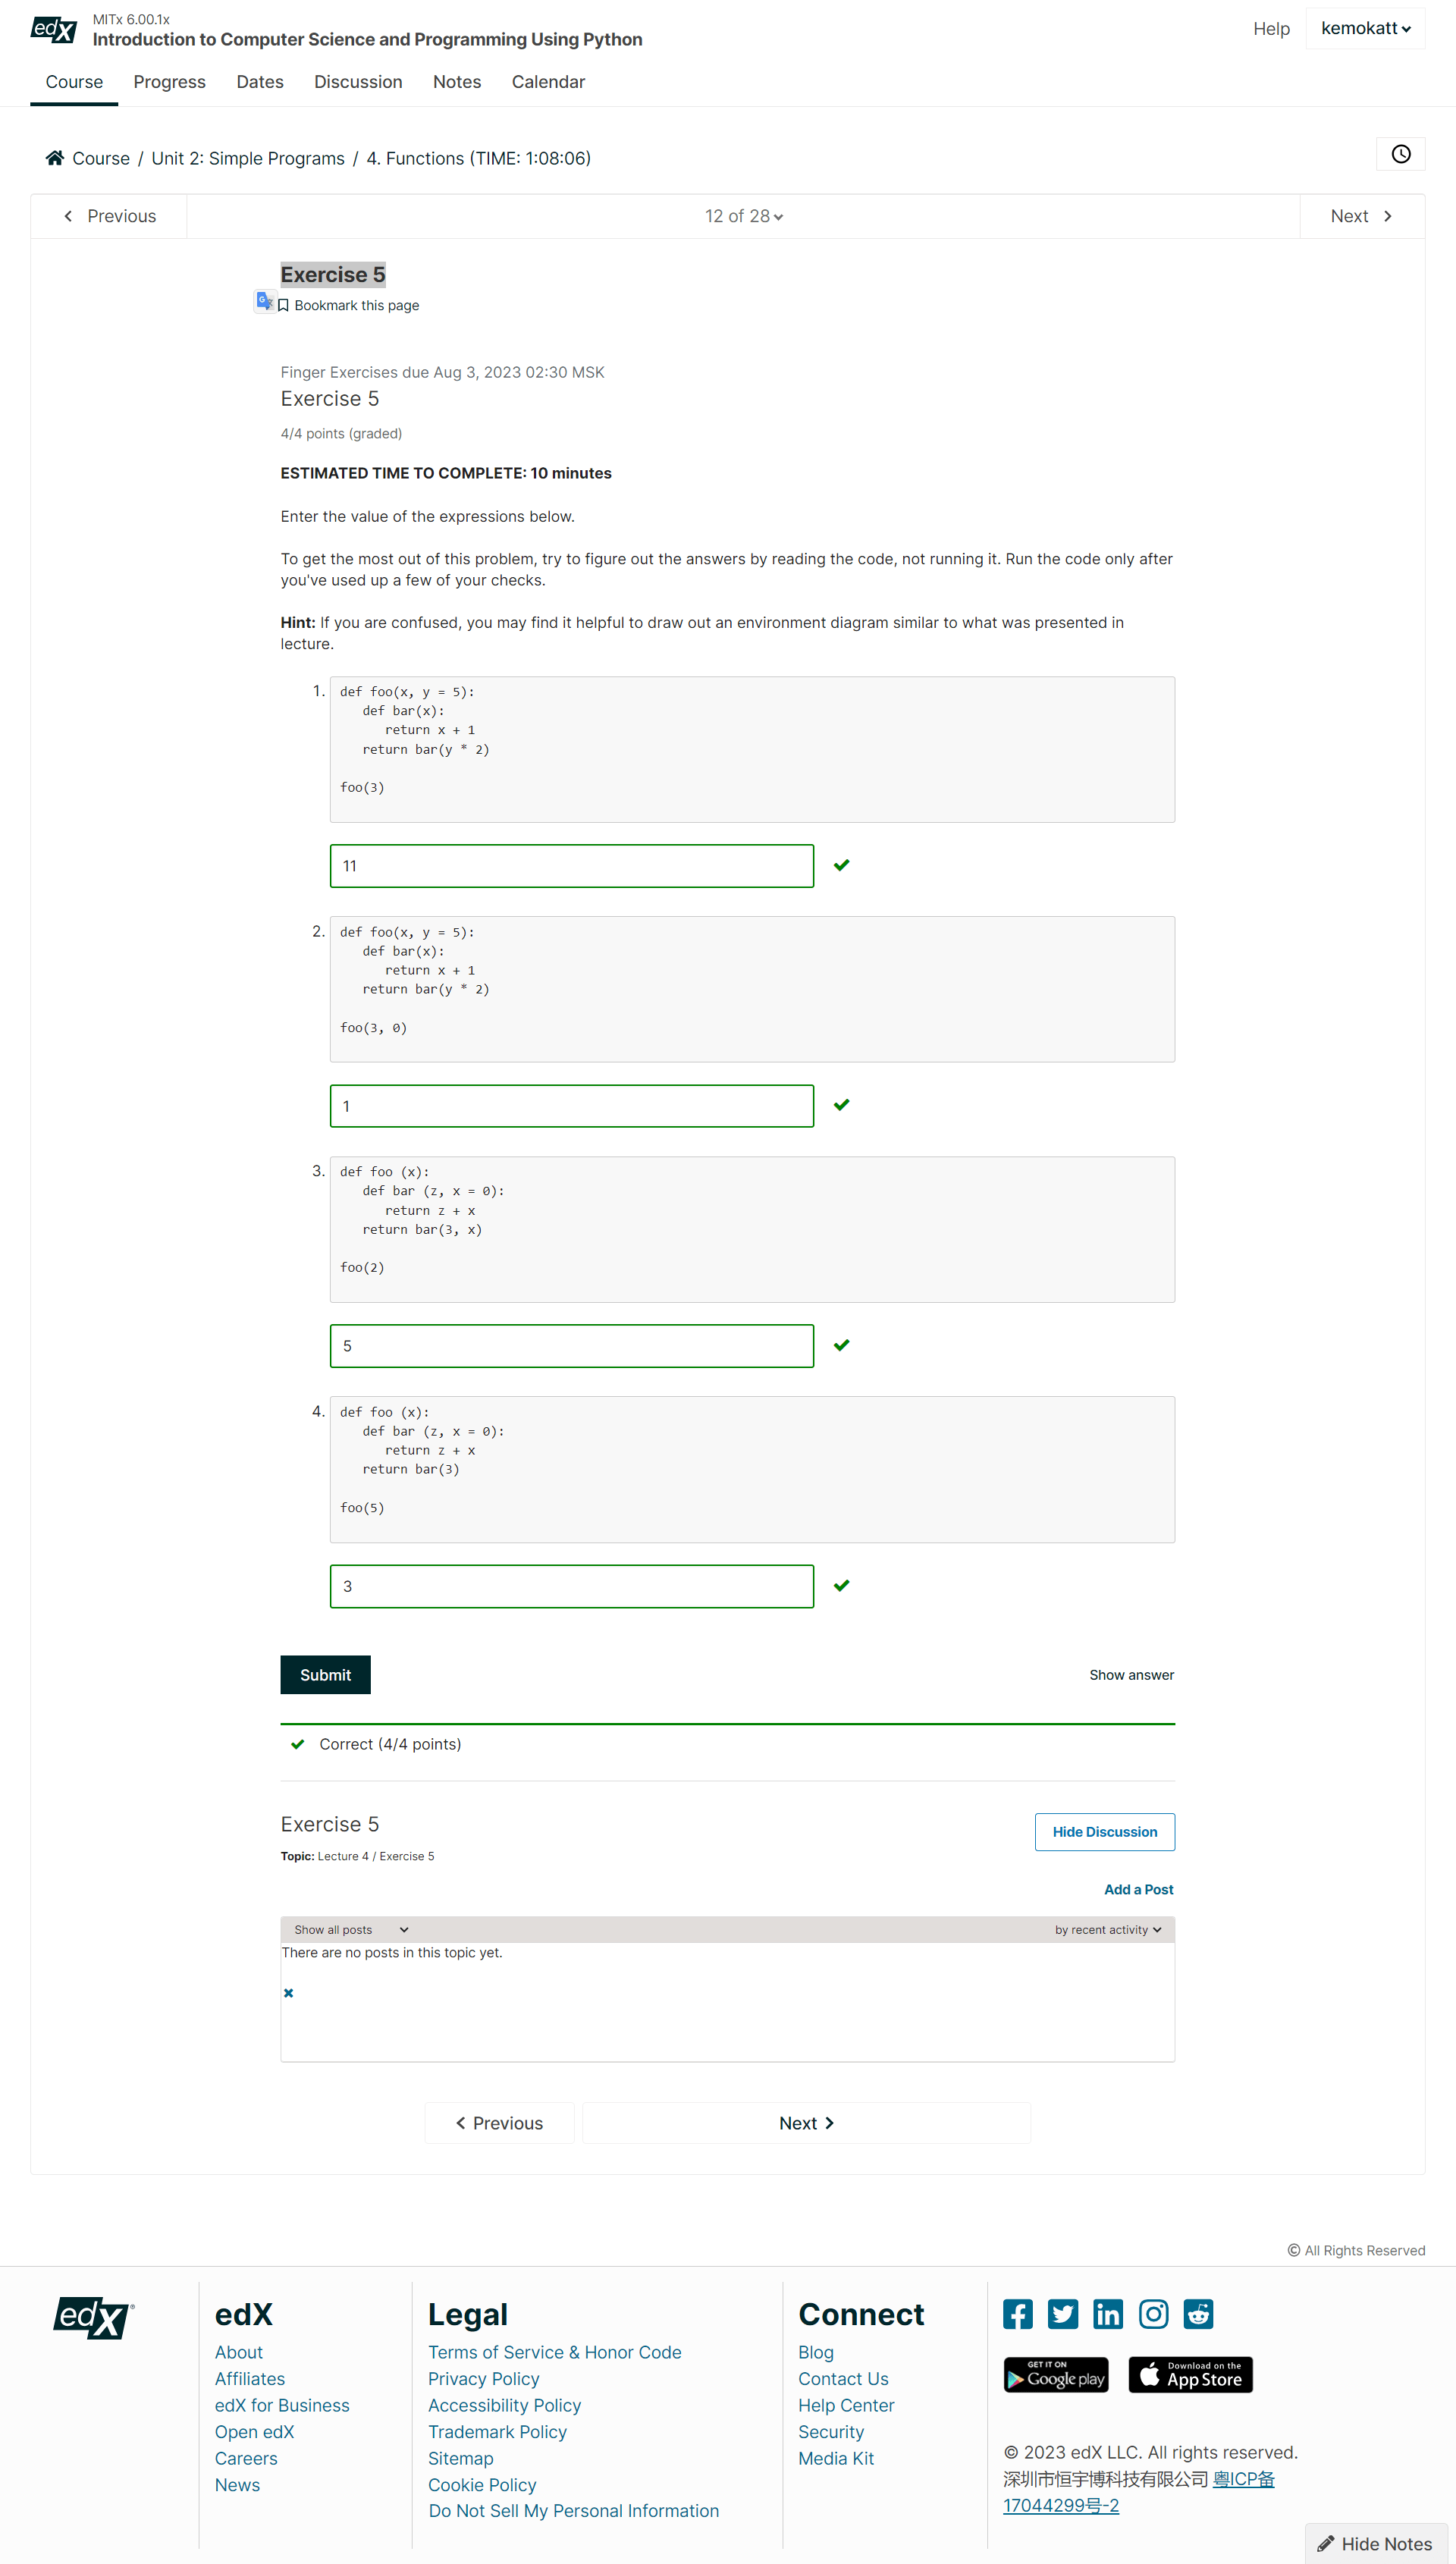 edX
MITx 6.00.1x
Introduction to Computer Science and Programming Using Python
Help
kemokatt
Course
Progress
Dates
Discussion
Notes
Calendar
Course / Unit 2: Simple Programs / 4. Functions (TIME: 1:08:06)
Previous
12 of 28
Next
Exercise 5
Bookmark this page
Finger Exercises due Aug 3, 2023 02:30 MSK
Exercise 5
4/4 points (graded)
ESTIMATED TIME TO COMPLETE: 10 minutes
Enter the value of the expressions below.
To get the most out of this problem, try to figure out the answers by reading the code, not running it. Run the code only after
you've used up a few of your checks.
Hint: If you are confused, you may find it helpful to draw out an environment diagram similar to what was presented in
lecture.
1. def foo(x, y = 5):
   def bar(x):
      return x + 1
   return bar(y * 2)
foo(3)
11
2. def foo(x, y = 5):
   def bar(x):
      return x + 1
   return bar(y * 2)
foo(3, 0)
1
3. def foo (x):
   def bar (z, x = 0):
      return z + x
   return bar(3, x)
foo(2)
5
4. def foo (x):
   def bar (z, x = 0):
      return z + x
   return bar(3)
foo(5)
3
Submit
Show answer
Correct (4/4 points)
Exercise 5
Hide Discussion
Topic: Lecture 4 / Exercise 5
Add a Post
Show all posts
by recent activity
There are no posts in this topic yet.
Previous
Next
© All Rights Reserved
edX
edX
About
Affiliates
edX for Business
Open edX
Careers
News
Legal
Terms of Service & Honor Code
Privacy Policy
Accessibility Policy
Trademark Policy
Sitemap
Cookie Policy
Do Not Sell My Personal Information
Connect
Blog
Contact Us
Help Center
Security
Media Kit
GET IT ON
Google play
Download on the
App Store
© 2023 edX LLC. All rights reserved.
深圳市恒宇博科技有限公司 粤ICP备
17044299号-2
Hide Notes